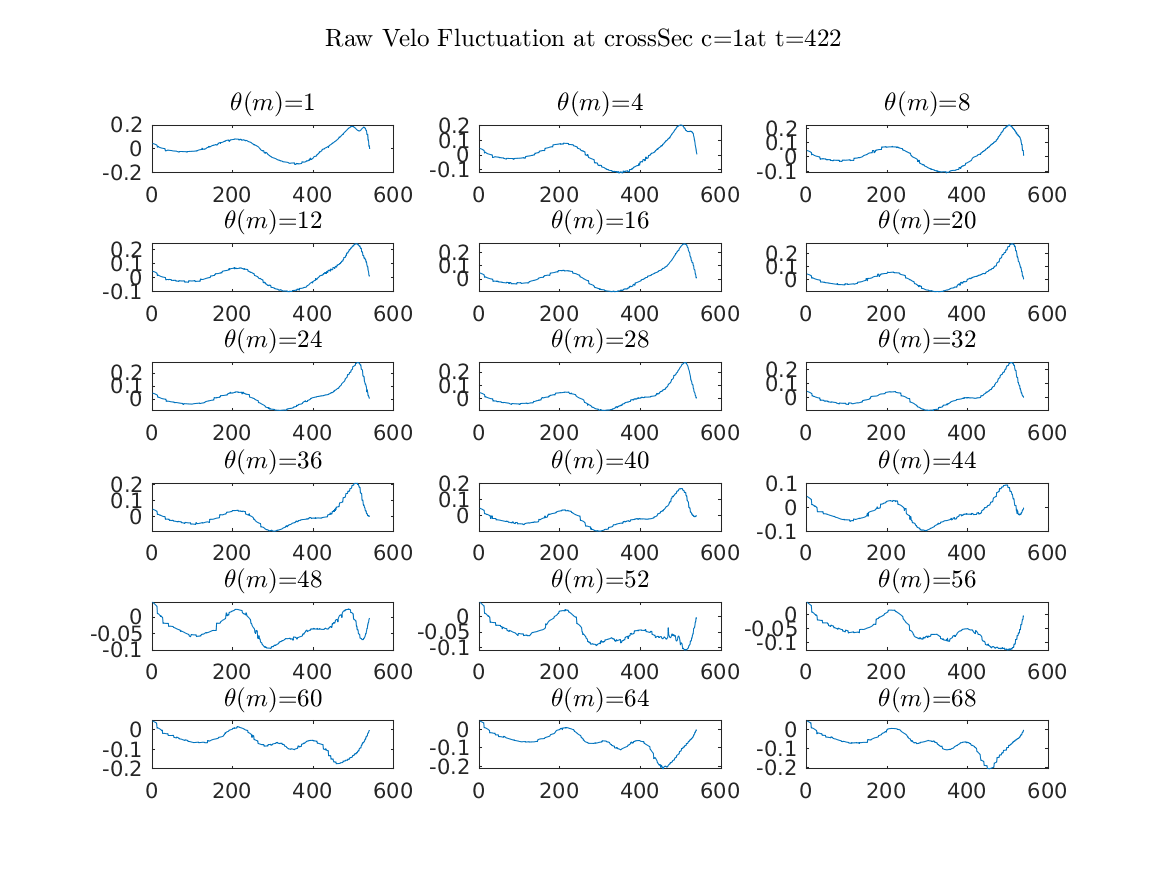 Raw Velo Fluctuation at crossSec c=1at t=422
θ(m)=1 θ(m)=4 θ(m)=8
0.2 0 -0.2 0.2 0.1 0 -0.1 0.2 0.1 0 -0.1
0 200 400 600 0 200 400 600 0 200 400 600
θ(m)=12 θ(m)=16 θ(m)=20
0.2 0.1 0 -0.1 0.2 0.1 0 0.2 0.1 0
0 200 400 600 0 200 400 600 0 200 400 600
θ(m)=24 θ(m)=28 θ(m)=32
0.2 0.1 0 0.2 0.1 0 0.2 0.1 0
0 200 400 600 0 200 400 600 0 200 400 600
θ(m)=36 θ(m)=40 θ(m)=44
0.2 0.1 0 0.2 0.1 0 0.1 0 -0.1
0 200 400 600 0 200 400 600 0 200 400 600
θ(m)=48 θ(m)=52 θ(m)=56
0 -0.05 -0.1 0 -0.05 -0.1 0 -0.05 -0.1
0 200 400 600 0 200 400 600 0 200 400 600
θ(m)=60 θ(m)=64 θ(m)=68
0 -0.1 -0.2 0 -0.1 -0.2 0 -0.1 -0.2
0 200 400 600 0 200 400 600 0 200 400 600